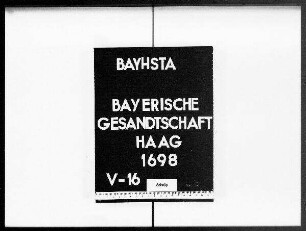 BAYHSTA
BAYERISCHE
GESANDTSCHAFT
HAAG
1698
V-16